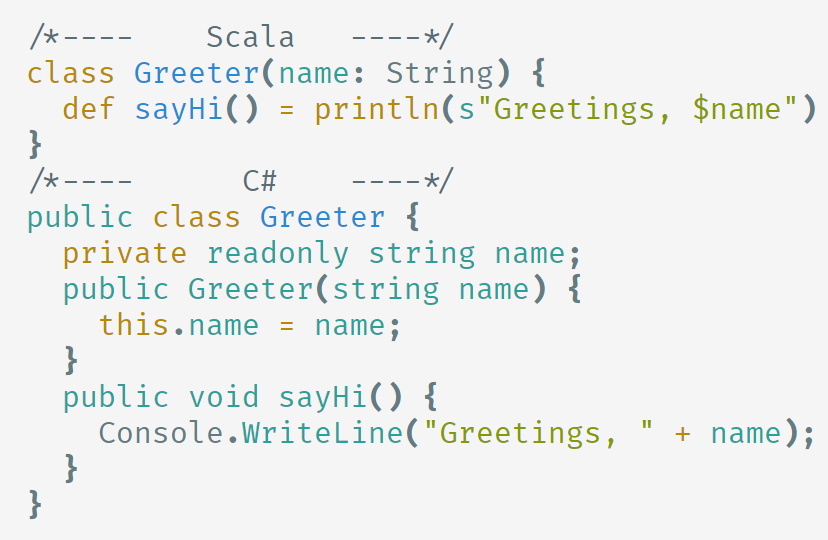 /*----    Scala   ----*/
class Greeter(name: String) {
  def sayHi() = println(s"Greetings, $name")
}
/*----      C#    ----*/
public class Greeter {
  private readonly string name;
  public Greeter(string name) {
    this.name = name;
  }
  public void sayHi() {
    Console.WriteLine("Greetings, " + name);
  }
}